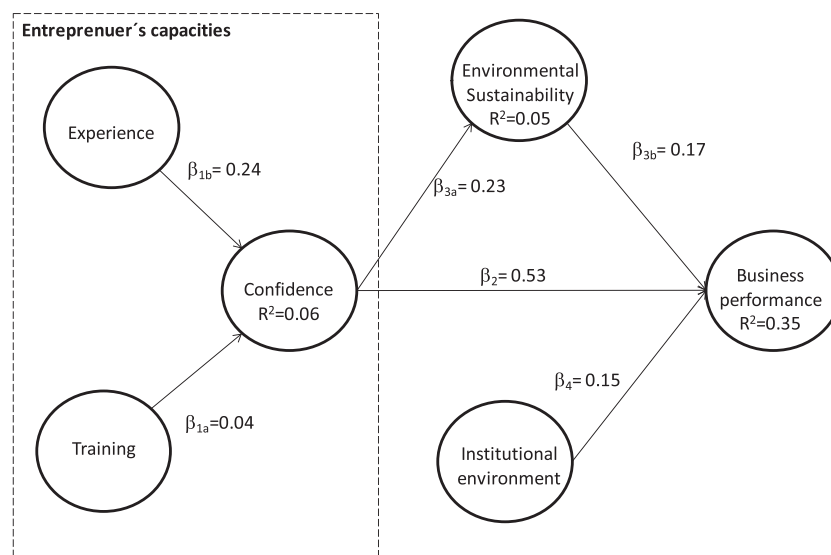 Entreprenuer´s capacities
Experience
β1b= 0.24
Confidence
R²=0.06
Training
β1a=0.04
Environmental
Sustainability
R²=0.05
β3a= 0.23
β3b= 0.17
β2= 0.53
Business
performance
R²=0.35
β4= 0.15
Institutional
environment